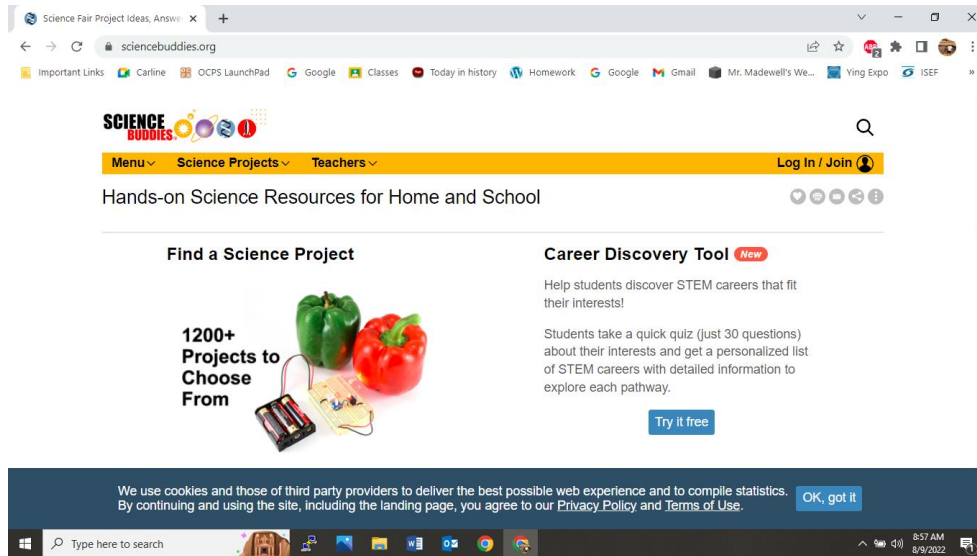 Science Fair Project Ideas, Answe
sciencebuddies.org
2
Important Links Carline OCPS LaunchPad Google Classes Today in history Homework Google Gmail Mr. Madewell's We... Ying Expo ISEF »
SCIENCE
BUDDIES
Menu Science Projects Teachers Log In / Join
Hands-on Science Resources for Home and School
Find a Science Project
1200+
Projects to
Choose
From
Career Discovery Tool New
Help students discover STEM careers that fit
their interests!
Students take a quick quiz (just 30 questions)
about their interests and get a personalized list
of STEM careers with detailed information to
explore each pathway.
Try it free
We use cookies and those of third party providers to deliver the best possible web experience and to compile statistics.
By continuing and using the site, including the landing page, you agree to our Privacy Policy and Terms of Use.
OK, got it
Type here to search
8:57 AM
8/9/2022